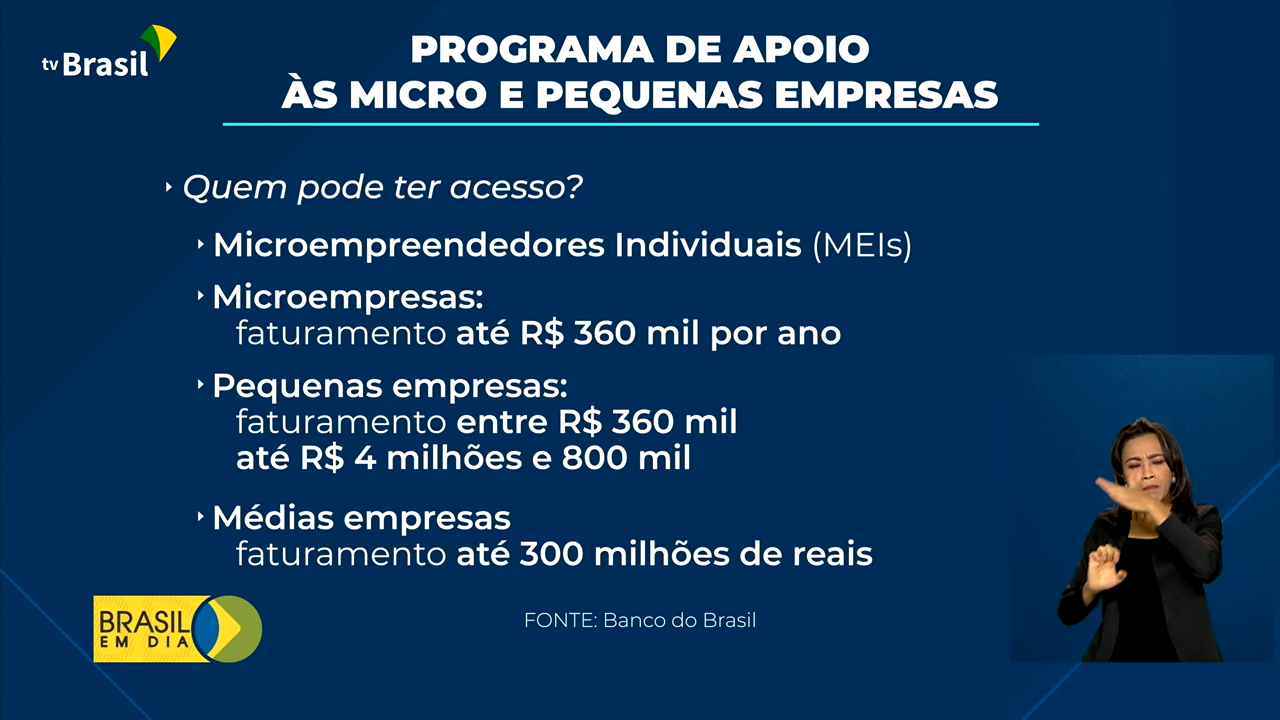 tv Brasil
PROGRAMA DE APOIO
ÀS MICRO E PEQUENAS EMPRESAS
Quem pode ter acesso?
Microempreendedores Individuais (MEIs)
Microempresas:
faturamento até R$ 360 mil por ano
Pequenas empresas:
faturamento entre R$ 360 mil
até R$ 4 milhões e 800 mil
Médias empresas
faturamento até 300 milhões de reais
FONTE: Banco do Brasil
BRASIL
EM DIA